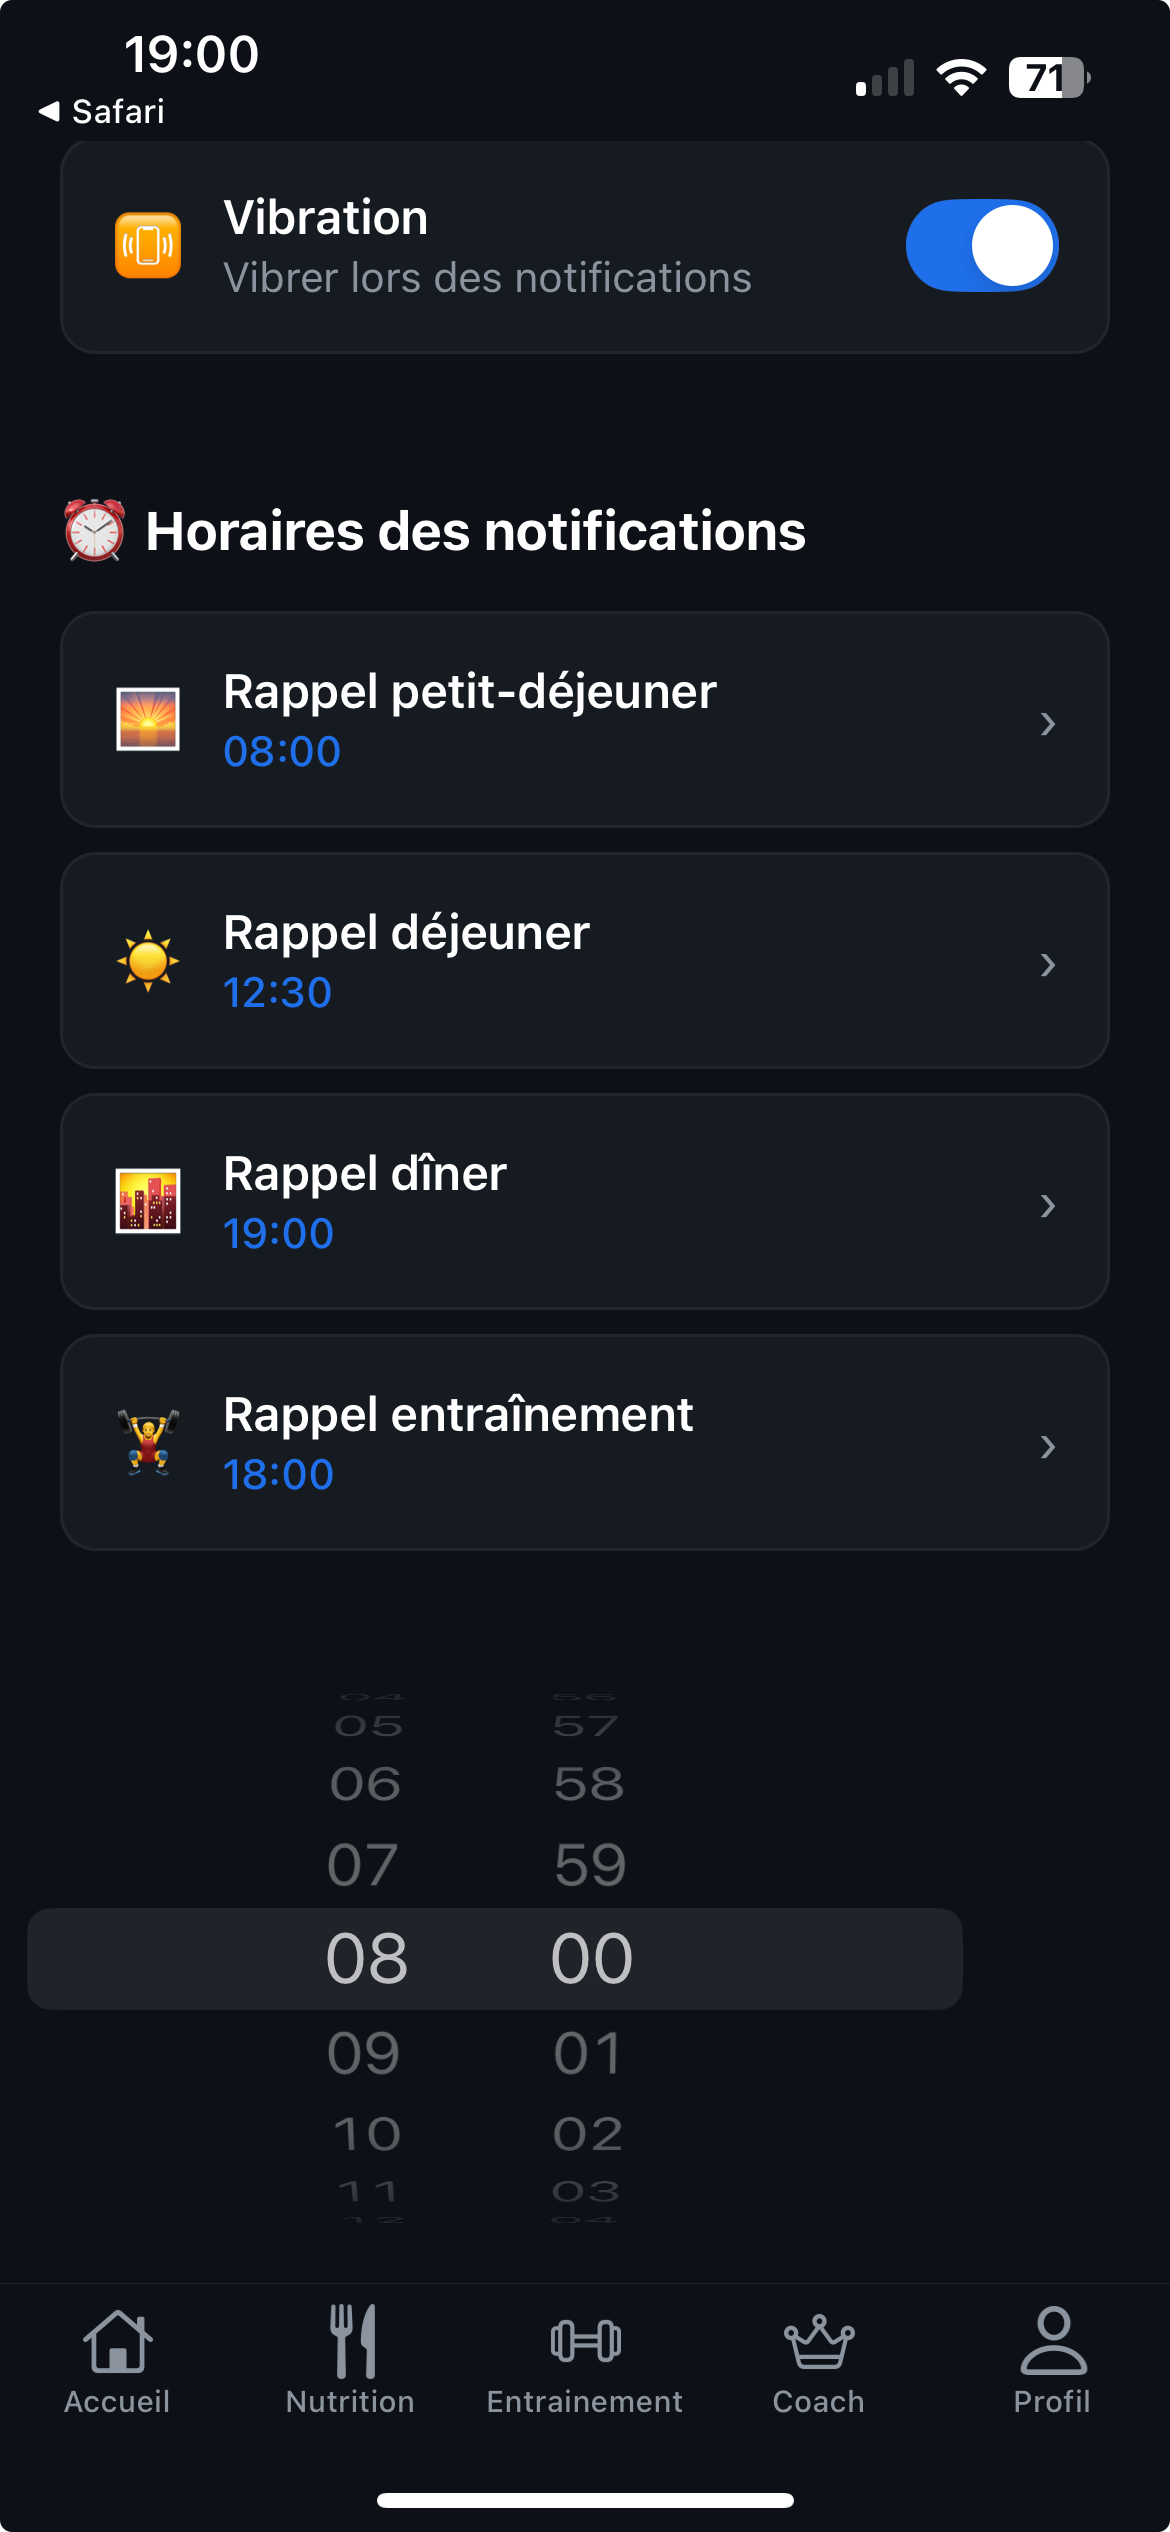 19:00
71
◀ Safari
Vibration
Vibrer lors des notifications
Horaires des notifications
Rappel petit-déjeuner
08:00
Rappel déjeuner
12:30
Rappel dîner
19:00
Rappel entraînement
18:00
04 56
05 57
06 58
07 59
08 00
09 01
10 02
11 03
12 04
Accueil Nutrition Entrainement Coach Profil